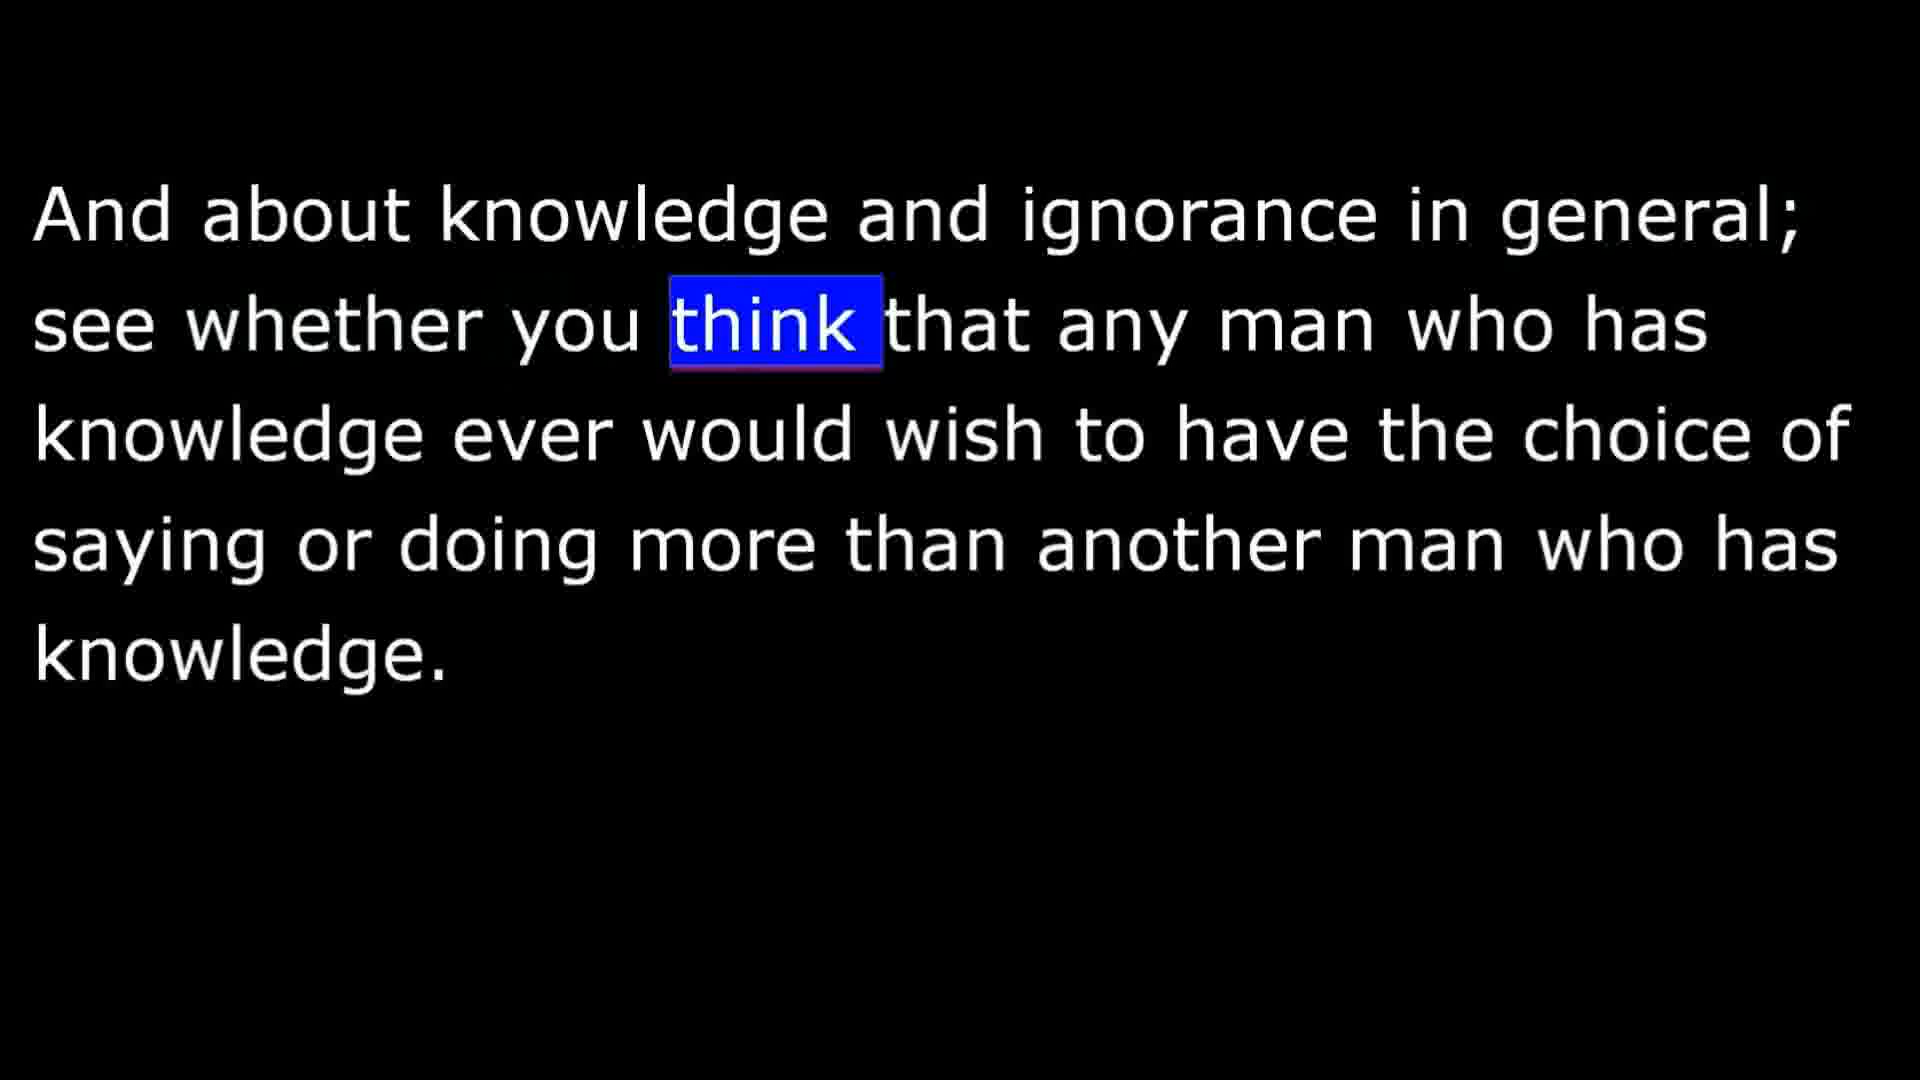 And about knowledge and ignorance in general;
see whether you think that any man who has
knowledge ever would wish to have the choice of
saying or doing more than another man who has
knowledge.